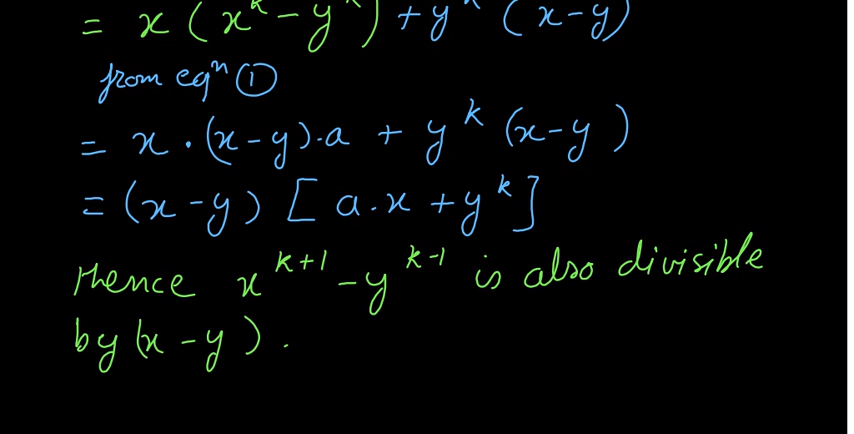 = x (x^k - y^k) + y^k (x-y)
from eqⁿ ①
= x · (x-y)·a + y^k (x-y)
= (x-y) [a·x + y^k]
Hence x^{k+1} - y^{k-1} is also divisible
by (x-y).